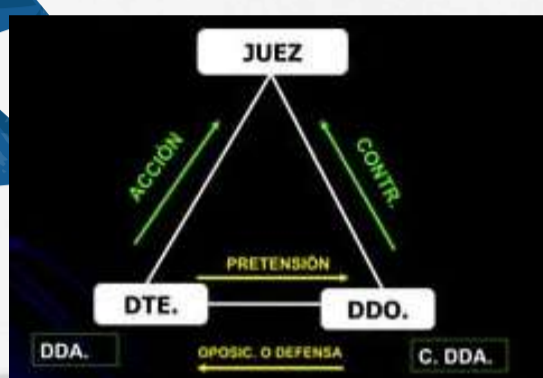 JUEZ
ACCIÓN
CONTR.
PRETENSIÓN
DTE.
DDO.
DDA.
OPOSIC. O DEFENSA
C. DDA.